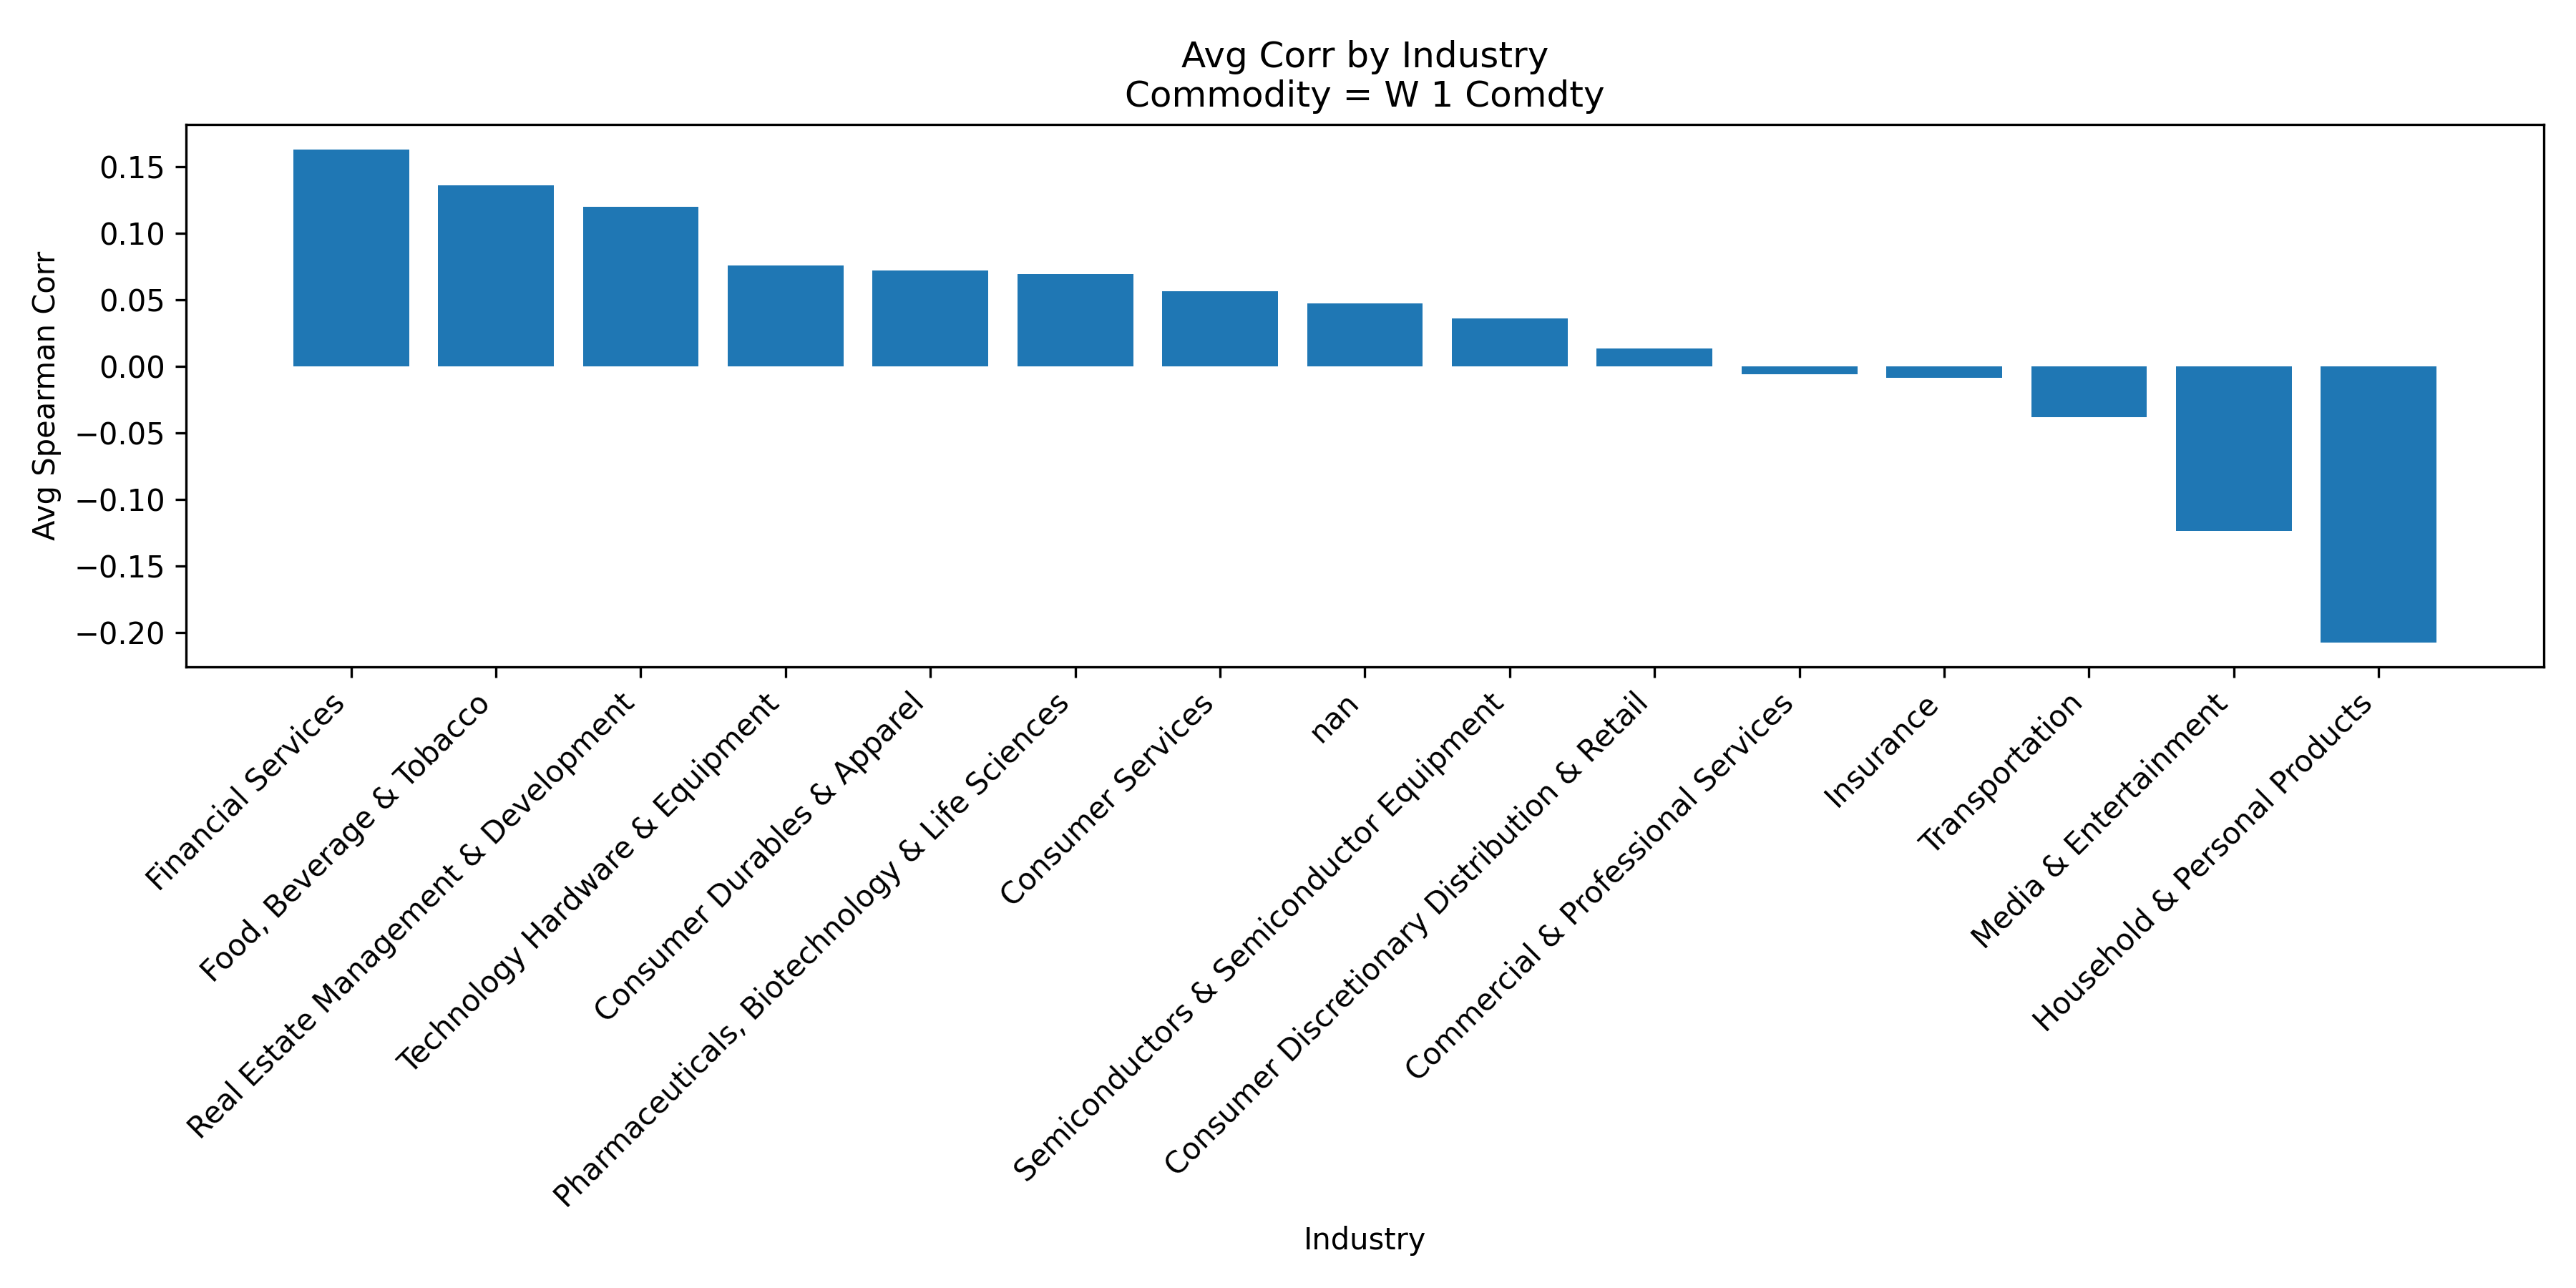 Avg Corr by Industry
Commodity = W 1 Comdty
Avg Spearman Corr
0.15
0.10
0.05
0.00
−0.05
−0.10
−0.15
−0.20
Financial Services
Food, Beverage & Tobacco
Real Estate Management & Development
Technology Hardware & Equipment
Consumer Durables & Apparel
Pharmaceuticals, Biotechnology & Life Sciences
Consumer Services
nan
Semiconductors & Semiconductor Equipment
Consumer Discretionary Distribution & Retail
Commercial & Professional Services
Insurance
Transportation
Media & Entertainment
Household & Personal Products
Industry